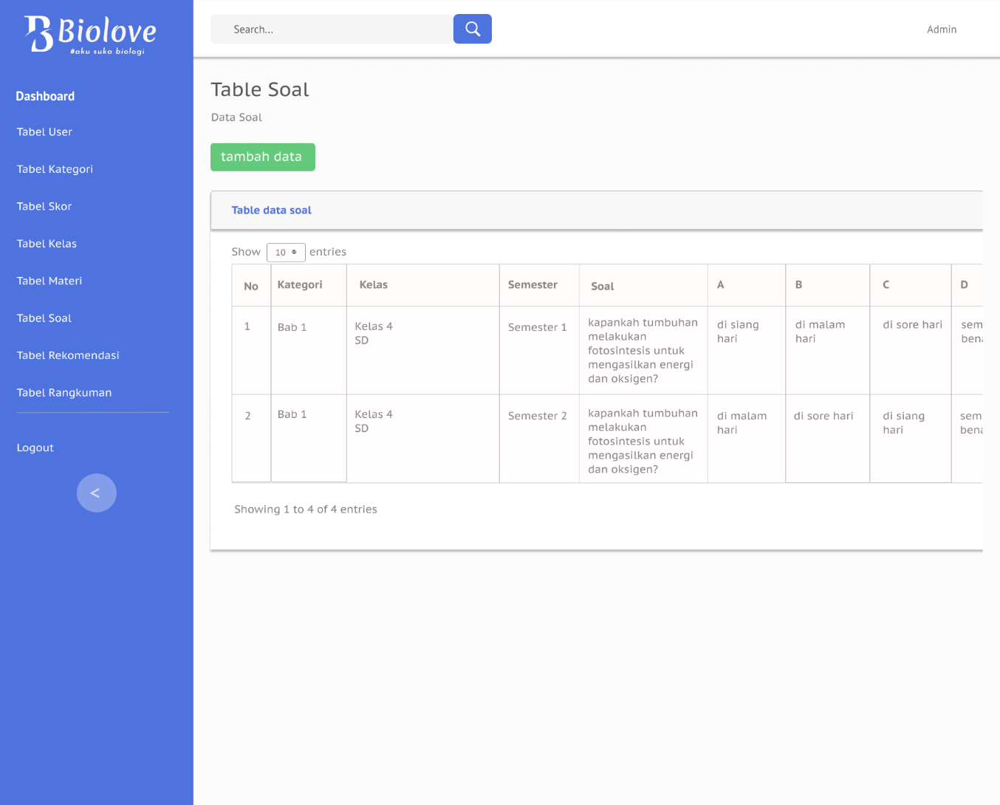 Biolove
#aku suka biologi
Search...
Admin
Dashboard
Tabel User
Tabel Kategori
Tabel Skor
Tabel Kelas
Tabel Materi
Tabel Soal
Tabel Rekomendasi
Tabel Rangkuman
Logout
<
Table Soal
Data Soal
tambah data
Table data soal
Show 10 entries
No Kategori Kelas Semester Soal A B C D
1
Bab 1
Kelas 4
SD
Semester 1
kapankah tumbuhan
melakukan
fotosintesis untuk
mengasilkan energi
dan oksigen?
di siang
hari
di malam
hari
di sore hari
sem
bena
2
Bab 1
Kelas 4
SD
Semester 2
kapankah tumbuhan
melakukan
fotosintesis untuk
mengasilkan energi
dan oksigen?
di malam
hari
di sore hari
di siang
hari
sem
bena
Showing 1 to 4 of 4 entries